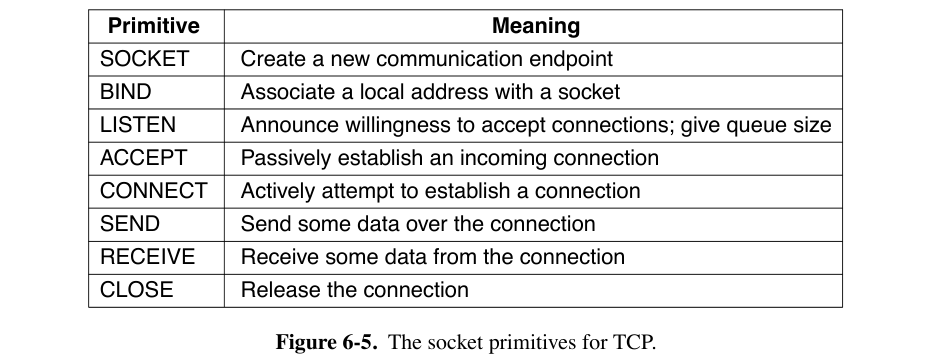 Primitive Meaning
SOCKET Create a new communication endpoint
BIND Associate a local address with a socket
LISTEN Announce willingness to accept connections; give queue size
ACCEPT Passively establish an incoming connection
CONNECT Actively attempt to establish a connection
SEND Send some data over the connection
RECEIVE Receive some data from the connection
CLOSE Release the connection
Figure 6-5. The socket primitives for TCP.